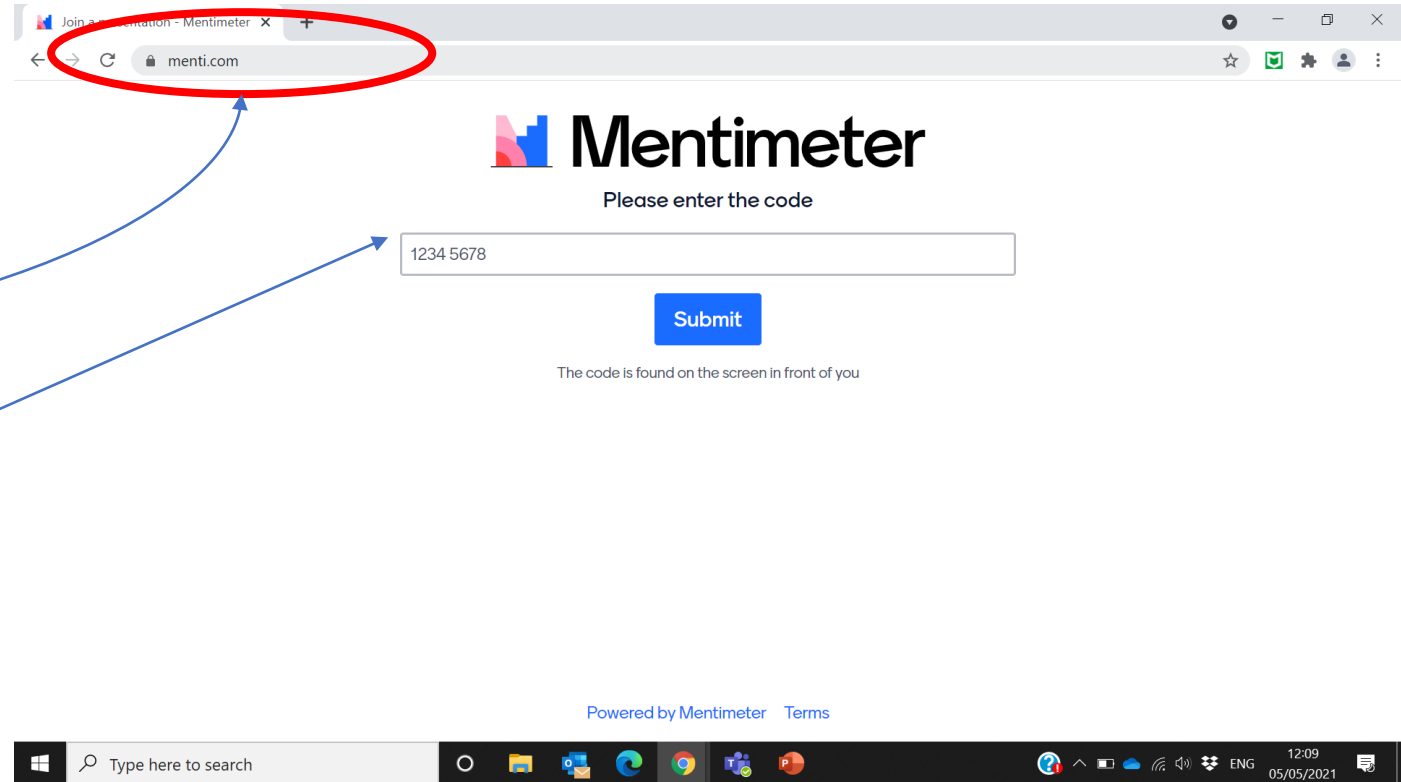 Join a presentation - Mentimeter
menti.com
Mentimeter
Please enter the code
1234 5678
Submit
The code is found on the screen in front of you
Powered by Mentimeter Terms
Type here to search
ENG
12:09
05/05/2021